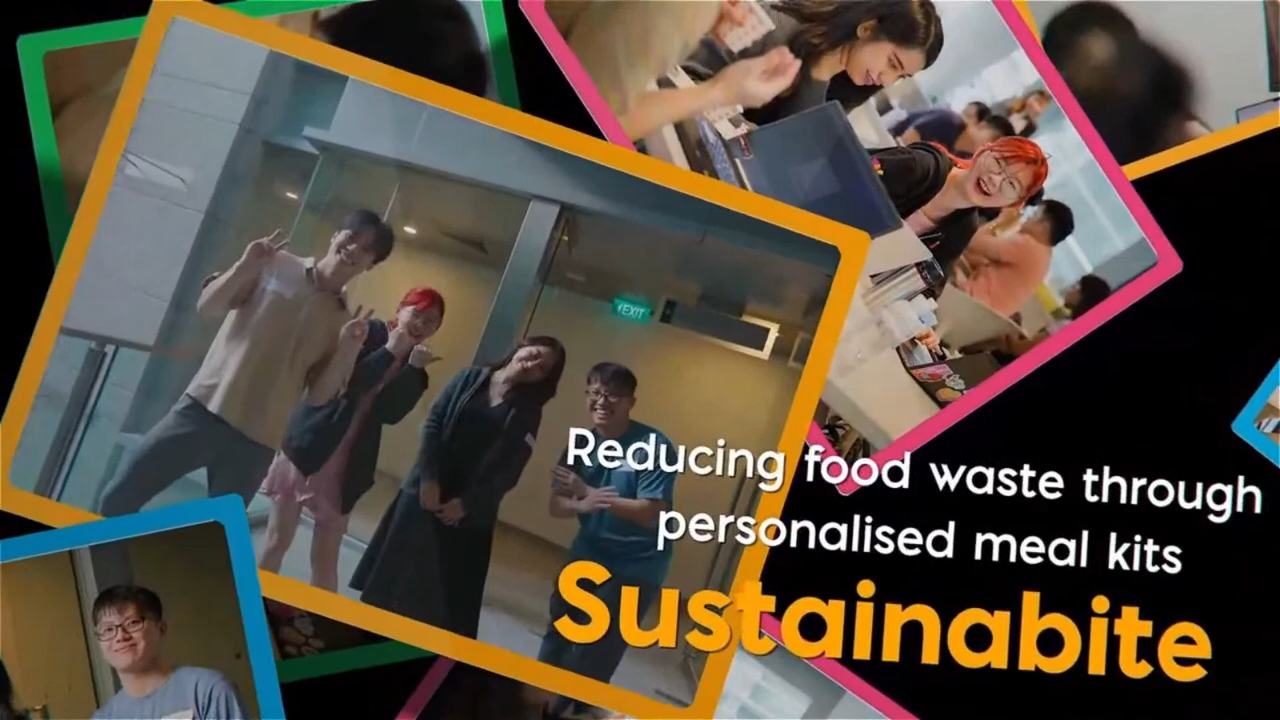 EXIT
Reducing food waste through
personalised meal kits
Sustainabite